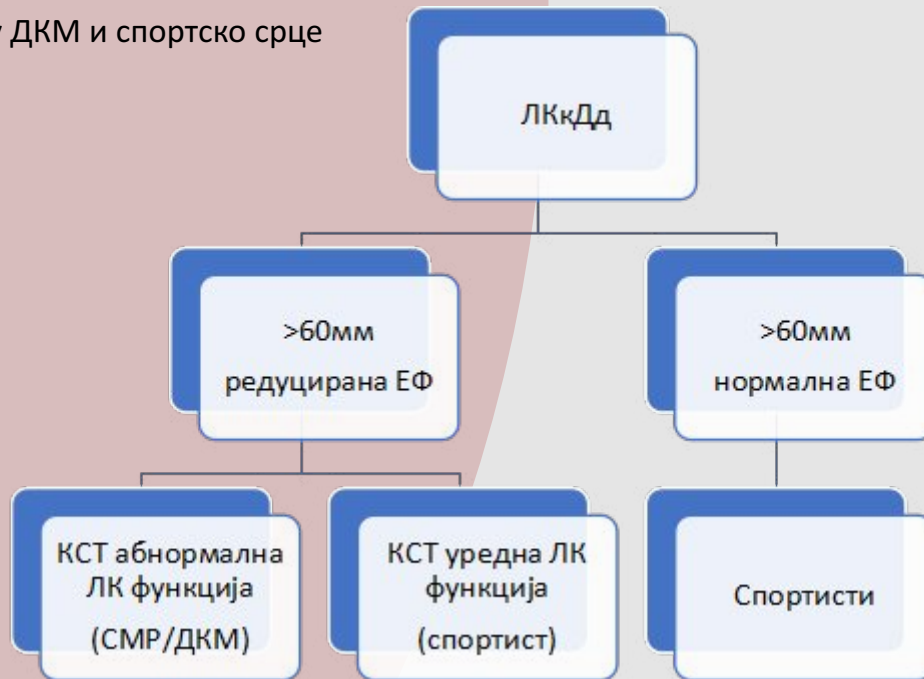 ДКМ и спортско срце
ЛКкДд
>60мм
редуцирана ЕФ
>60мм
нормална ЕФ
КСТ абнормална
ЛК функција
(СМР/ДКМ)
КСТ уредна ЛК
функција
(спортист)
Спортисти